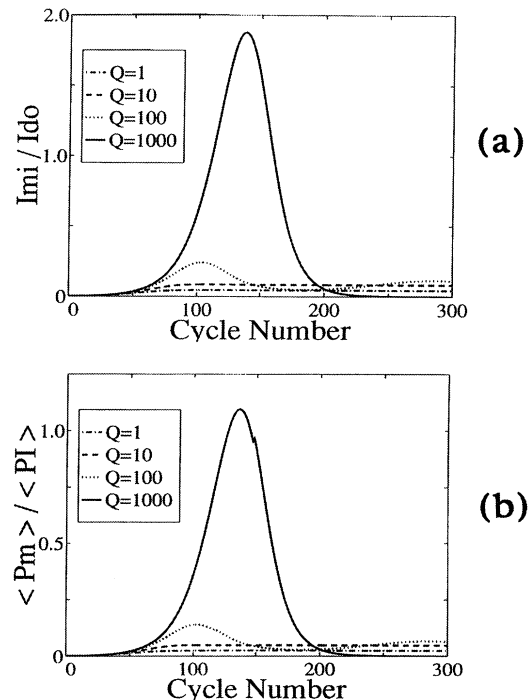 2.0
Q=1
Q=10
Q=100
Q=1000
1.0
0
Imi / Ido
0 100 200 300
Cycle Number
(a)
1.0
Q=1
Q=10
Q=100
Q=1000
0.5
0.0
< Pm > / < PI >
0 100 200 300
Cycle Number
(b)